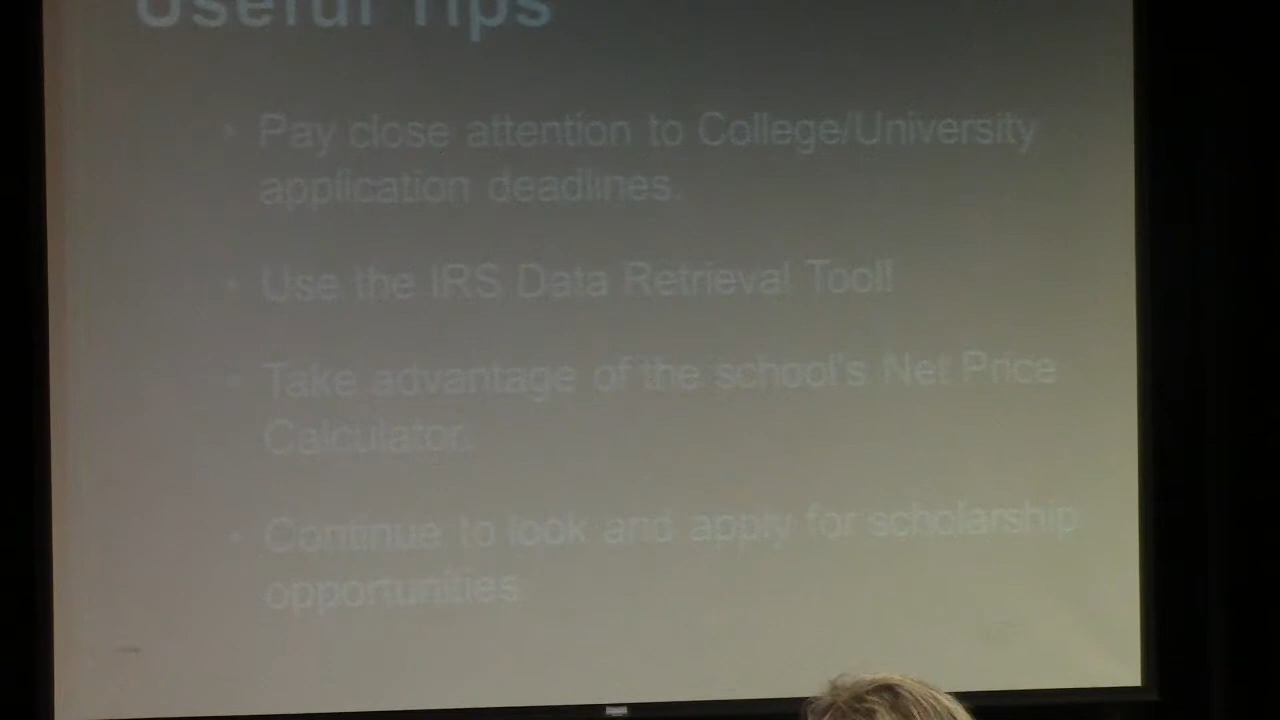 Useful Tips
• Pay close attention to College/University
application deadlines.
• Use the IRS Data Retrieval Tool!
• Take advantage of the school's Net Price
Calculator.
• Continue to look and apply for scholarship
opportunities